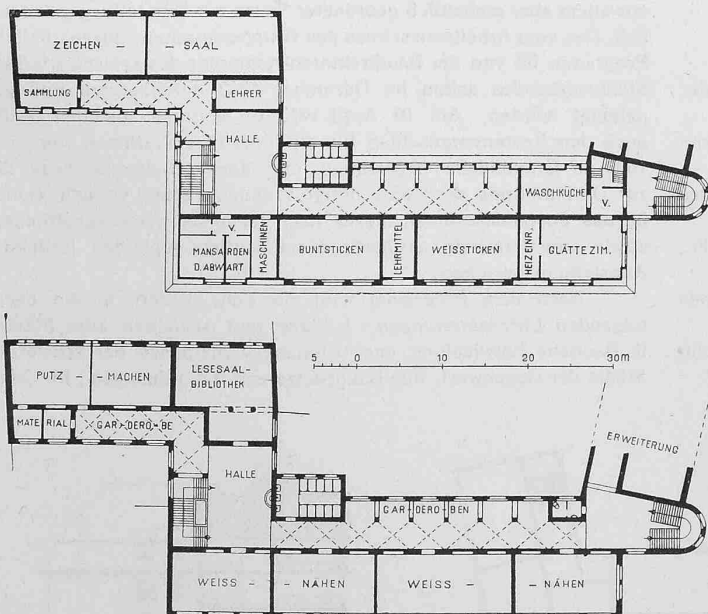 ZEICHEN - SAAL
SAMMLUNG
LEHRER
HALLE
WASCHKÜCHE
V.
V.
MANSARDEN
D. ABWART
MASCHINEN
BUNTSTICKEN
LEHRMITTEL
WEISSTICKEN
HEIZEINR.
GLÄTTEZIM.
5 0 10 20 30m
PUTZ - MACHEN
LESESAAL-
BIBLIOTHEK
MATE RIAL
GAR-DERO-BE
HALLE
GAR-DERO-BEN
ERWEITERUNG
WEISS - - NÄHEN
WEISS - - NÄHEN